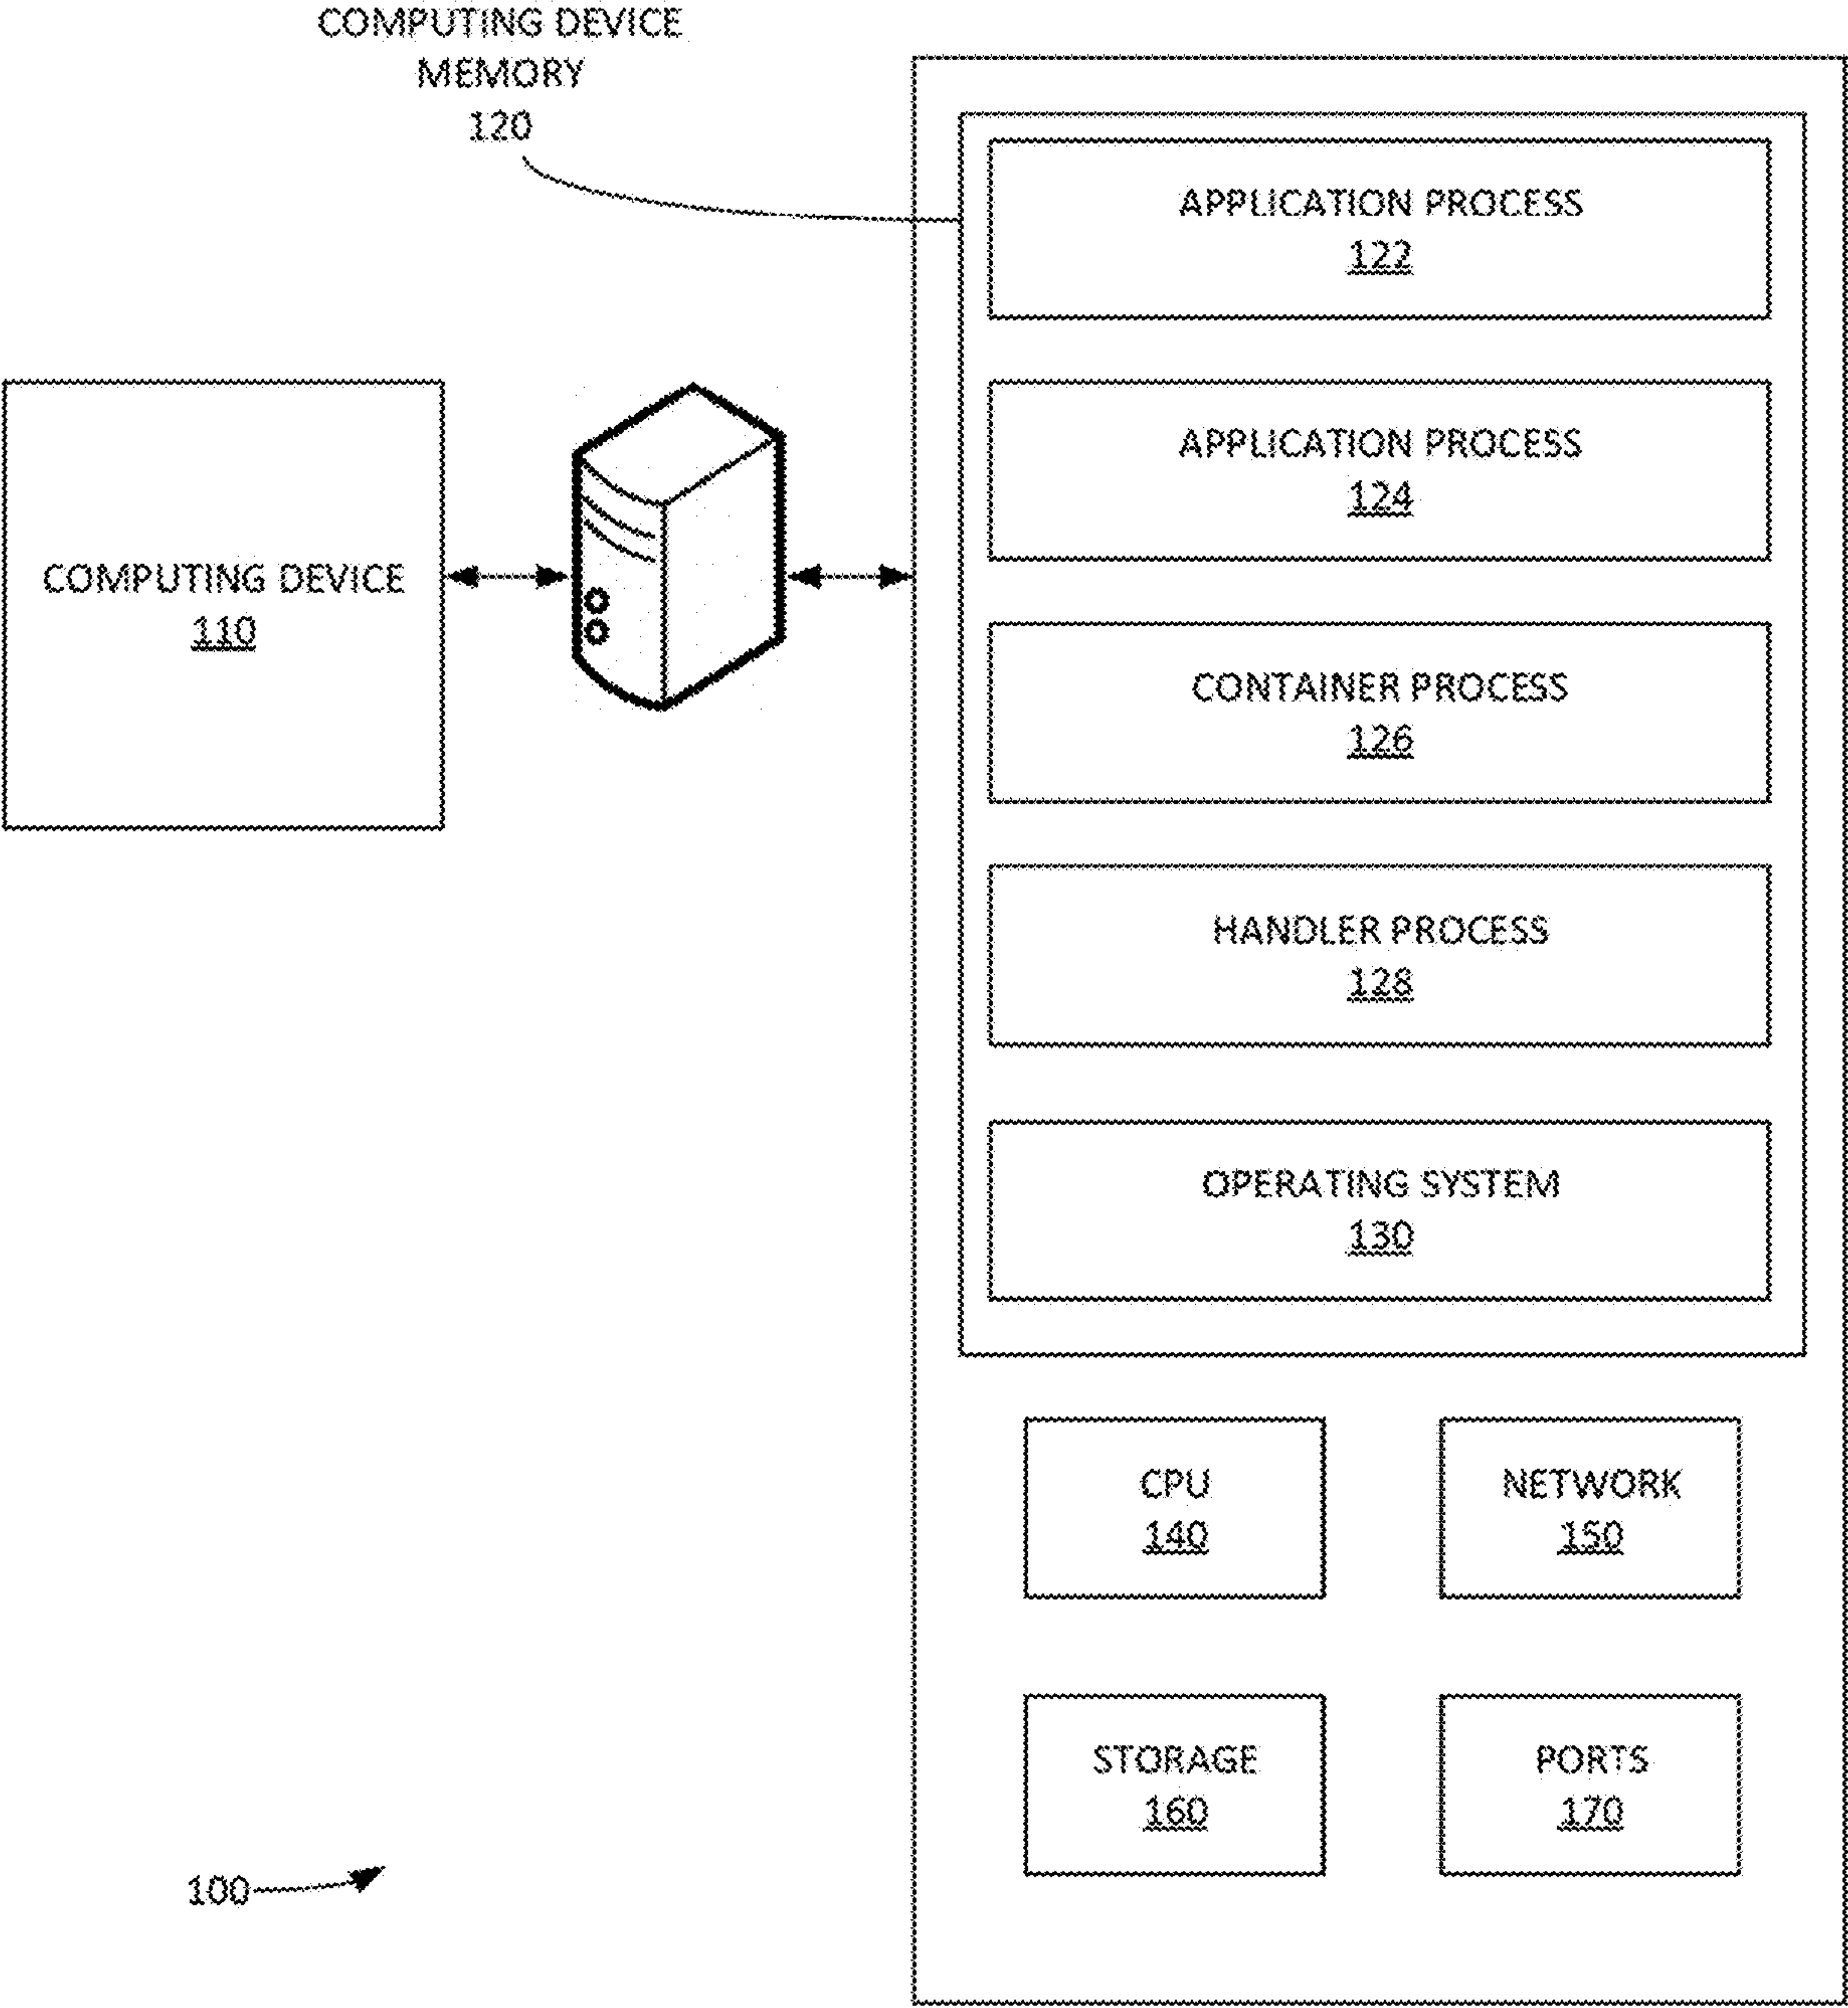 COMPUTING DEVICE
MEMORY
120
APPLICATION PROCESS
122
APPLICATION PROCESS
124
COMPUTING DEVICE
110
CONTAINER PROCESS
126
HANDLER PROCESS
128
OPERATING SYSTEM
130
CPU
140
NETWORK
150
STORAGE
160
PORTS
170
100